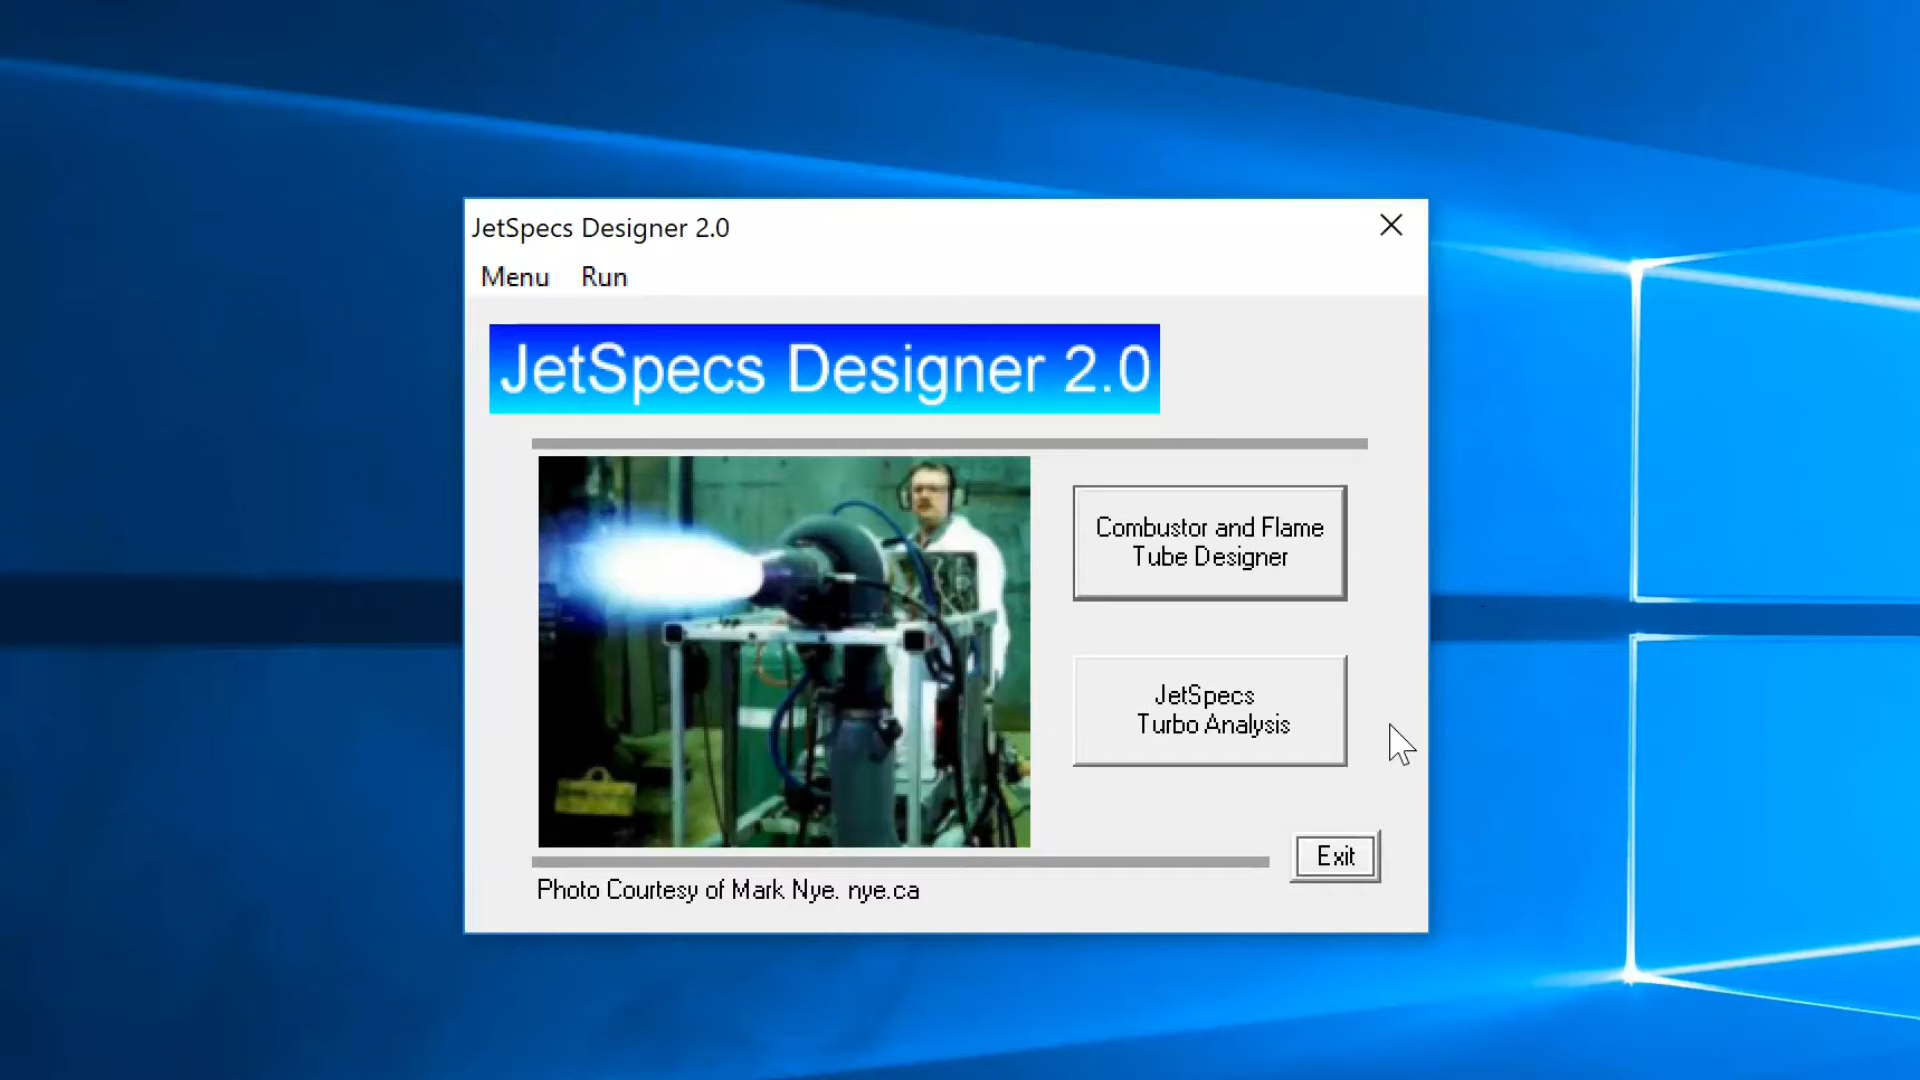 JetSpecs Designer 2.0
Menu Run
JetSpecs Designer 2.0
Combustor and Flame
Tube Designer
JetSpecs
Turbo Analysis
Exit
Photo Courtesy of Mark Nye. nye.ca